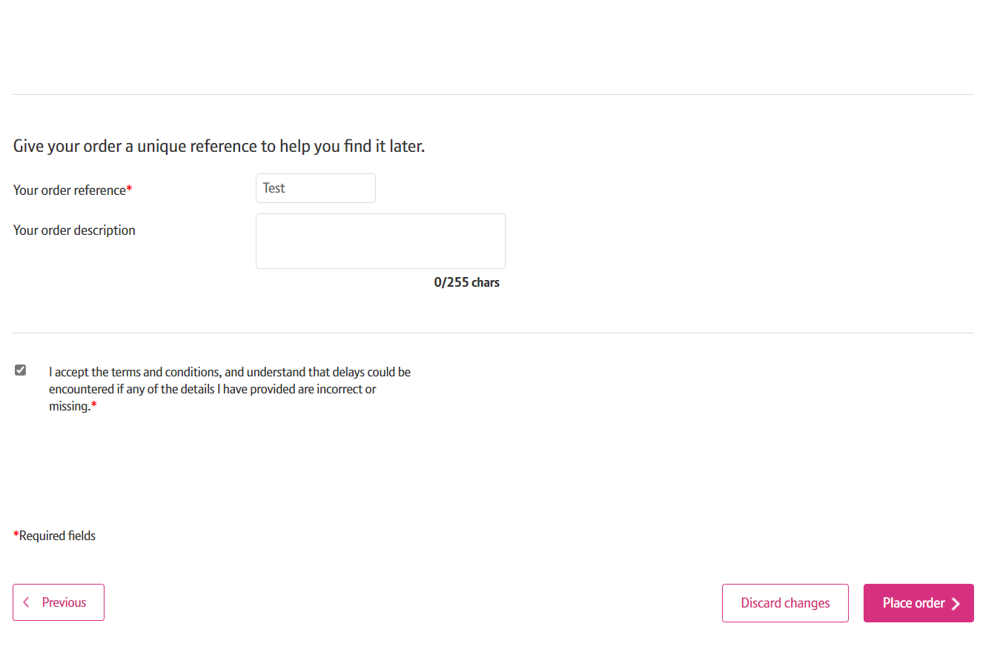 Give your order a unique reference to help you find it later.
Your order reference*
Test
Your order description
0/255 chars
I accept the terms and conditions, and understand that delays could be
encountered if any of the details I have provided are incorrect or
missing.*
*Required fields
Previous
Discard changes
Place order